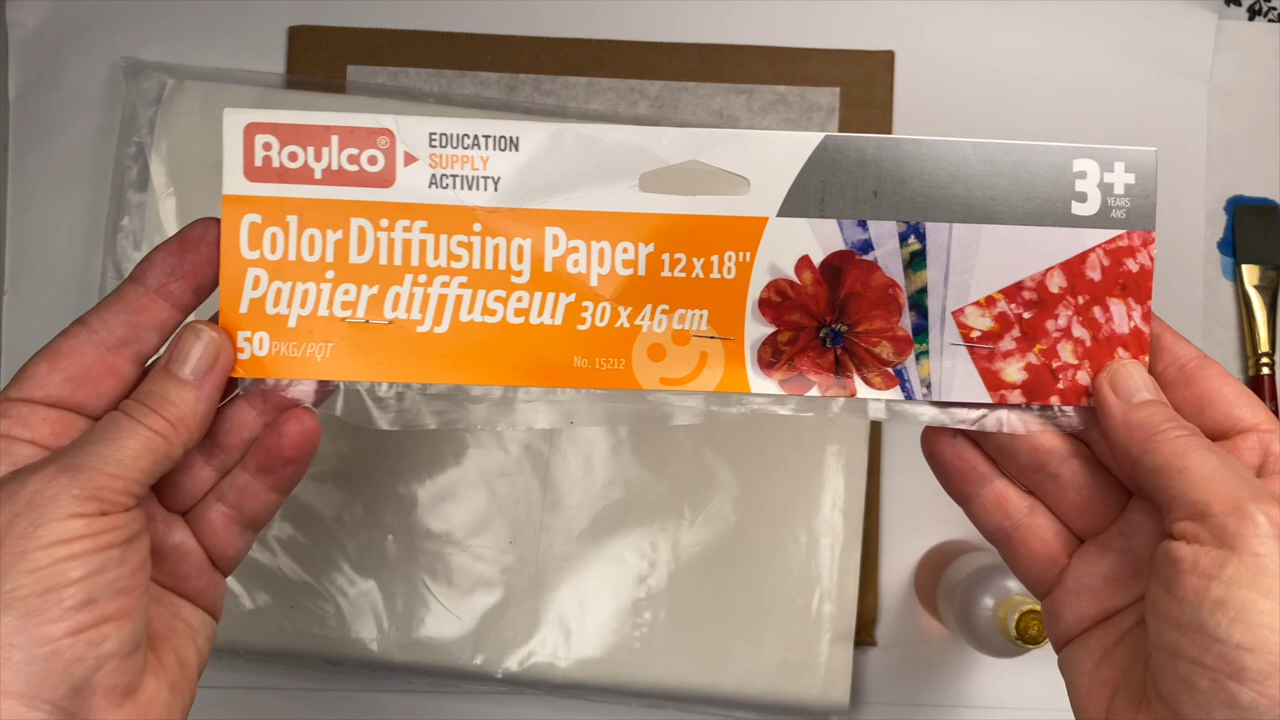 Roylco®
EDUCATION
SUPPLY
ACTIVITY
3+
YEARS
ANS
Color Diffusing Paper 12 x 18"
Papier diffuseur 30 x 46 cm
50 PKG/PQT
No. 15212